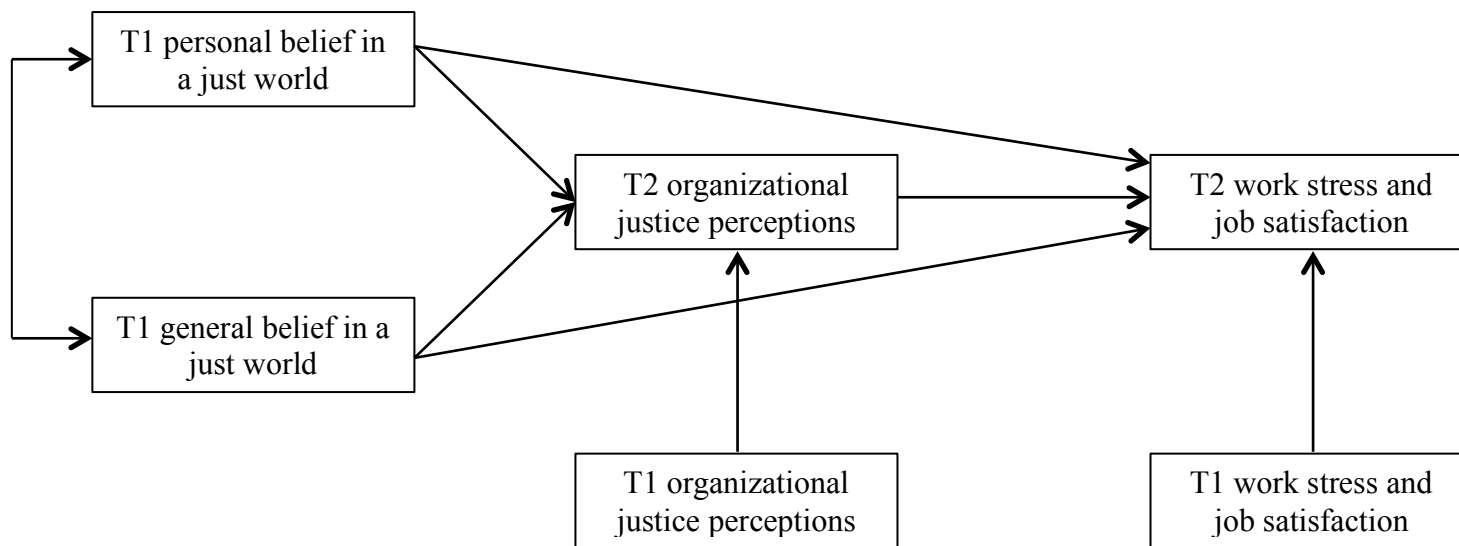 T1 personal belief in
a just world
T2 organizational
justice perceptions
T2 work stress and
job satisfaction
T1 general belief in a
just world
T1 organizational
justice perceptions
T1 work stress and
job satisfaction